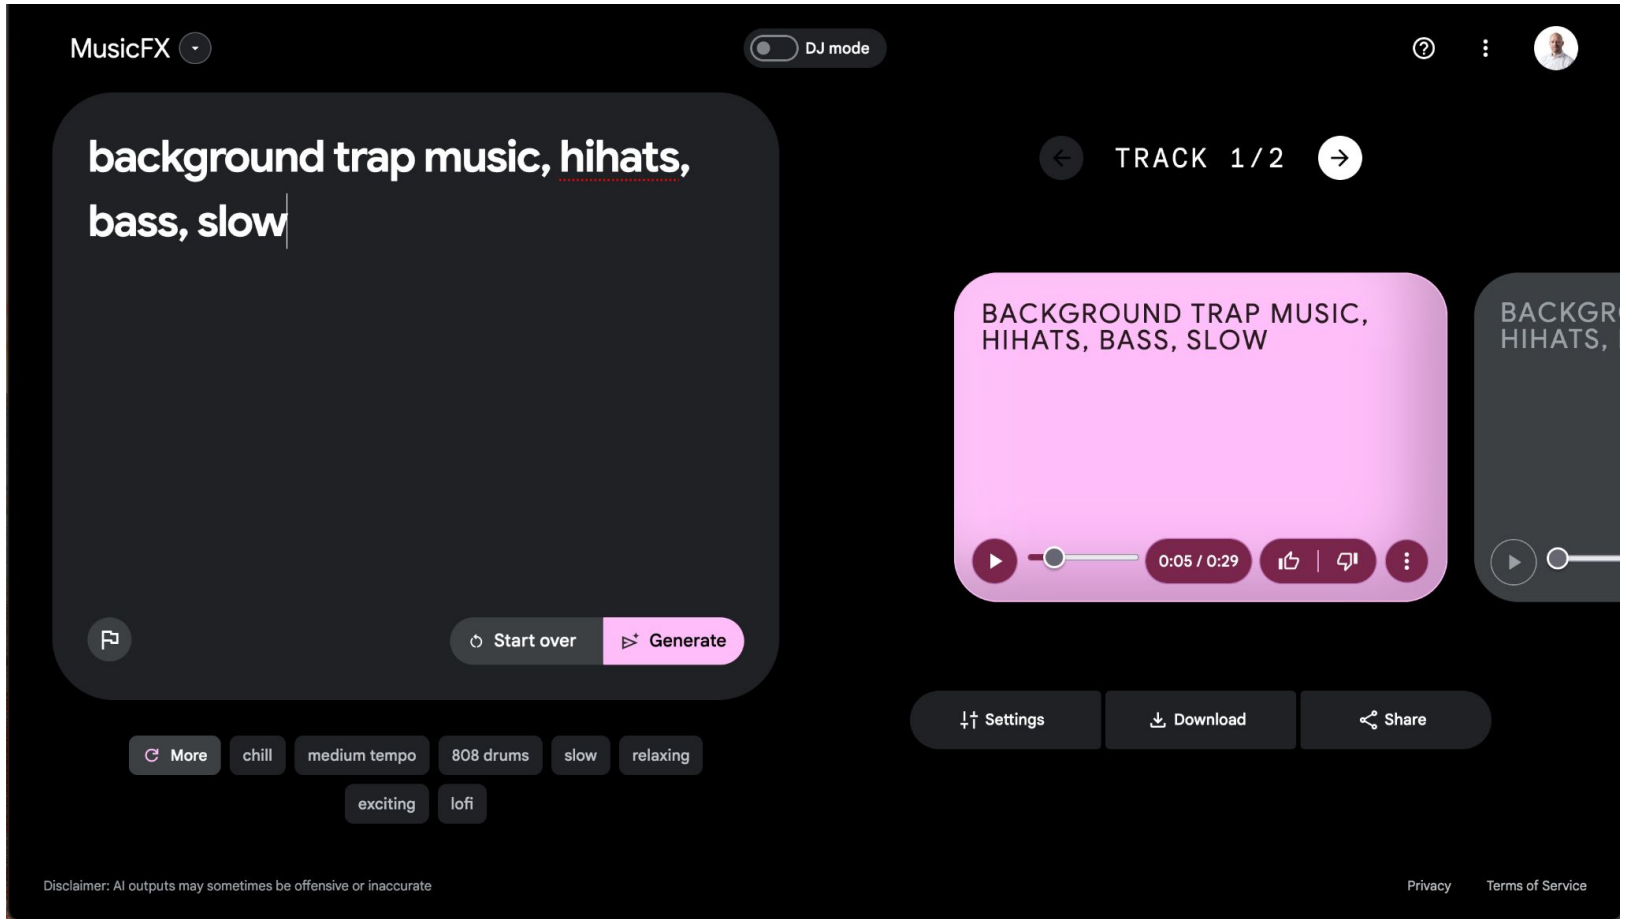 MusicFX
DJ mode
background trap music, hihats,
bass, slow
Start over
Generate
More
chill
medium tempo
808 drums
slow
relaxing
exciting
lofi
TRACK 1/2
BACKGROUND TRAP MUSIC,
HIHATS, BASS, SLOW
0:05 / 0:29
HIHATS,
Settings
Download
Share
Disclaimer: AI outputs may sometimes be offensive or inaccurate
Privacy
Terms of Service